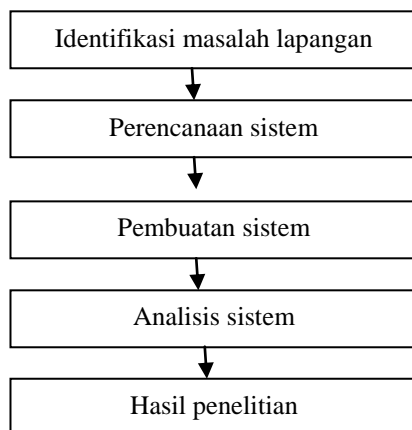 Identifikasi masalah lapangan
Perencanaan sistem
Pembuatan sistem
Analisis sistem
Hasil penelitian